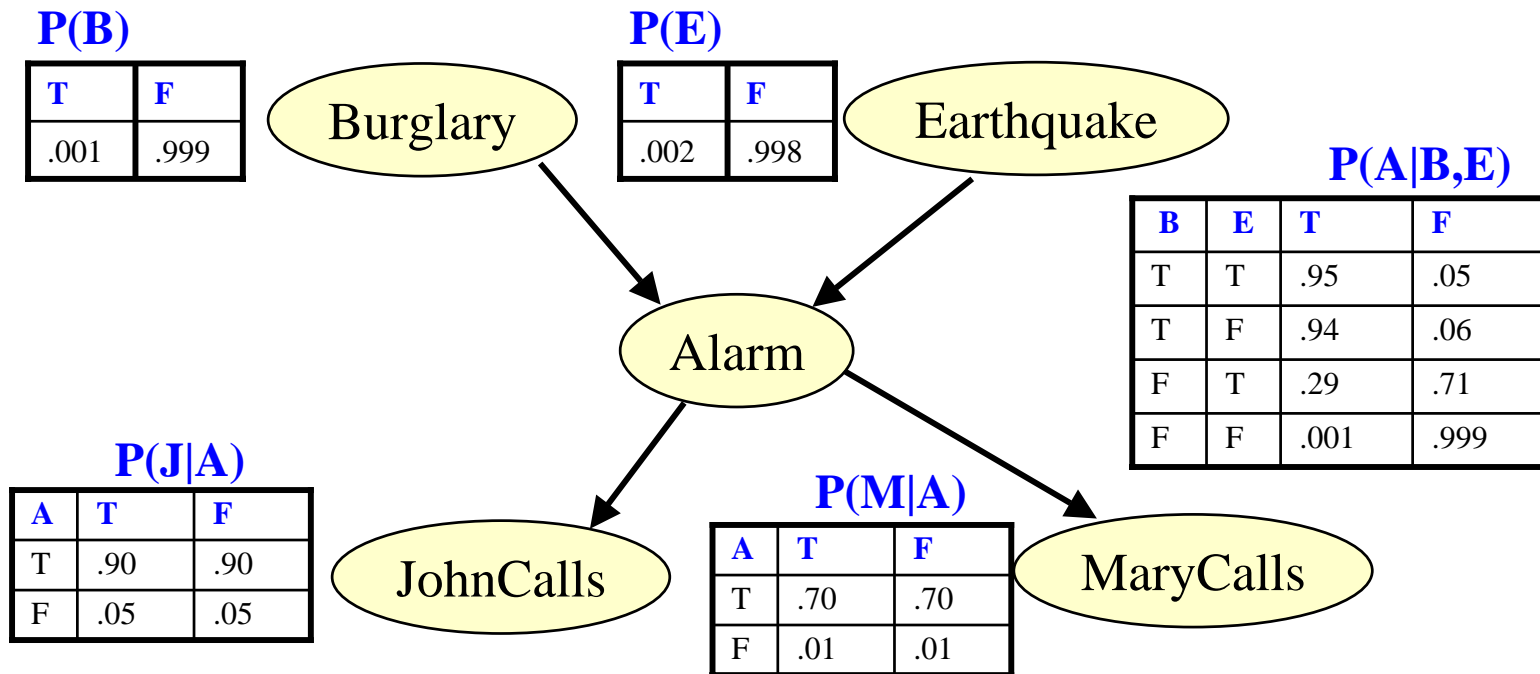 P(B)
T F
.001 .999
Burglary
P(E)
T F
.002 .998
Earthquake
P(A|B,E)
B E T F
T T .95 .05
T F .94 .06
F T .29 .71
F F .001 .999
Alarm
P(J|A)
A T F
T .90 .90
F .05 .05
JohnCalls
P(M|A)
A T F
T .70 .70
F .01 .01
MaryCalls